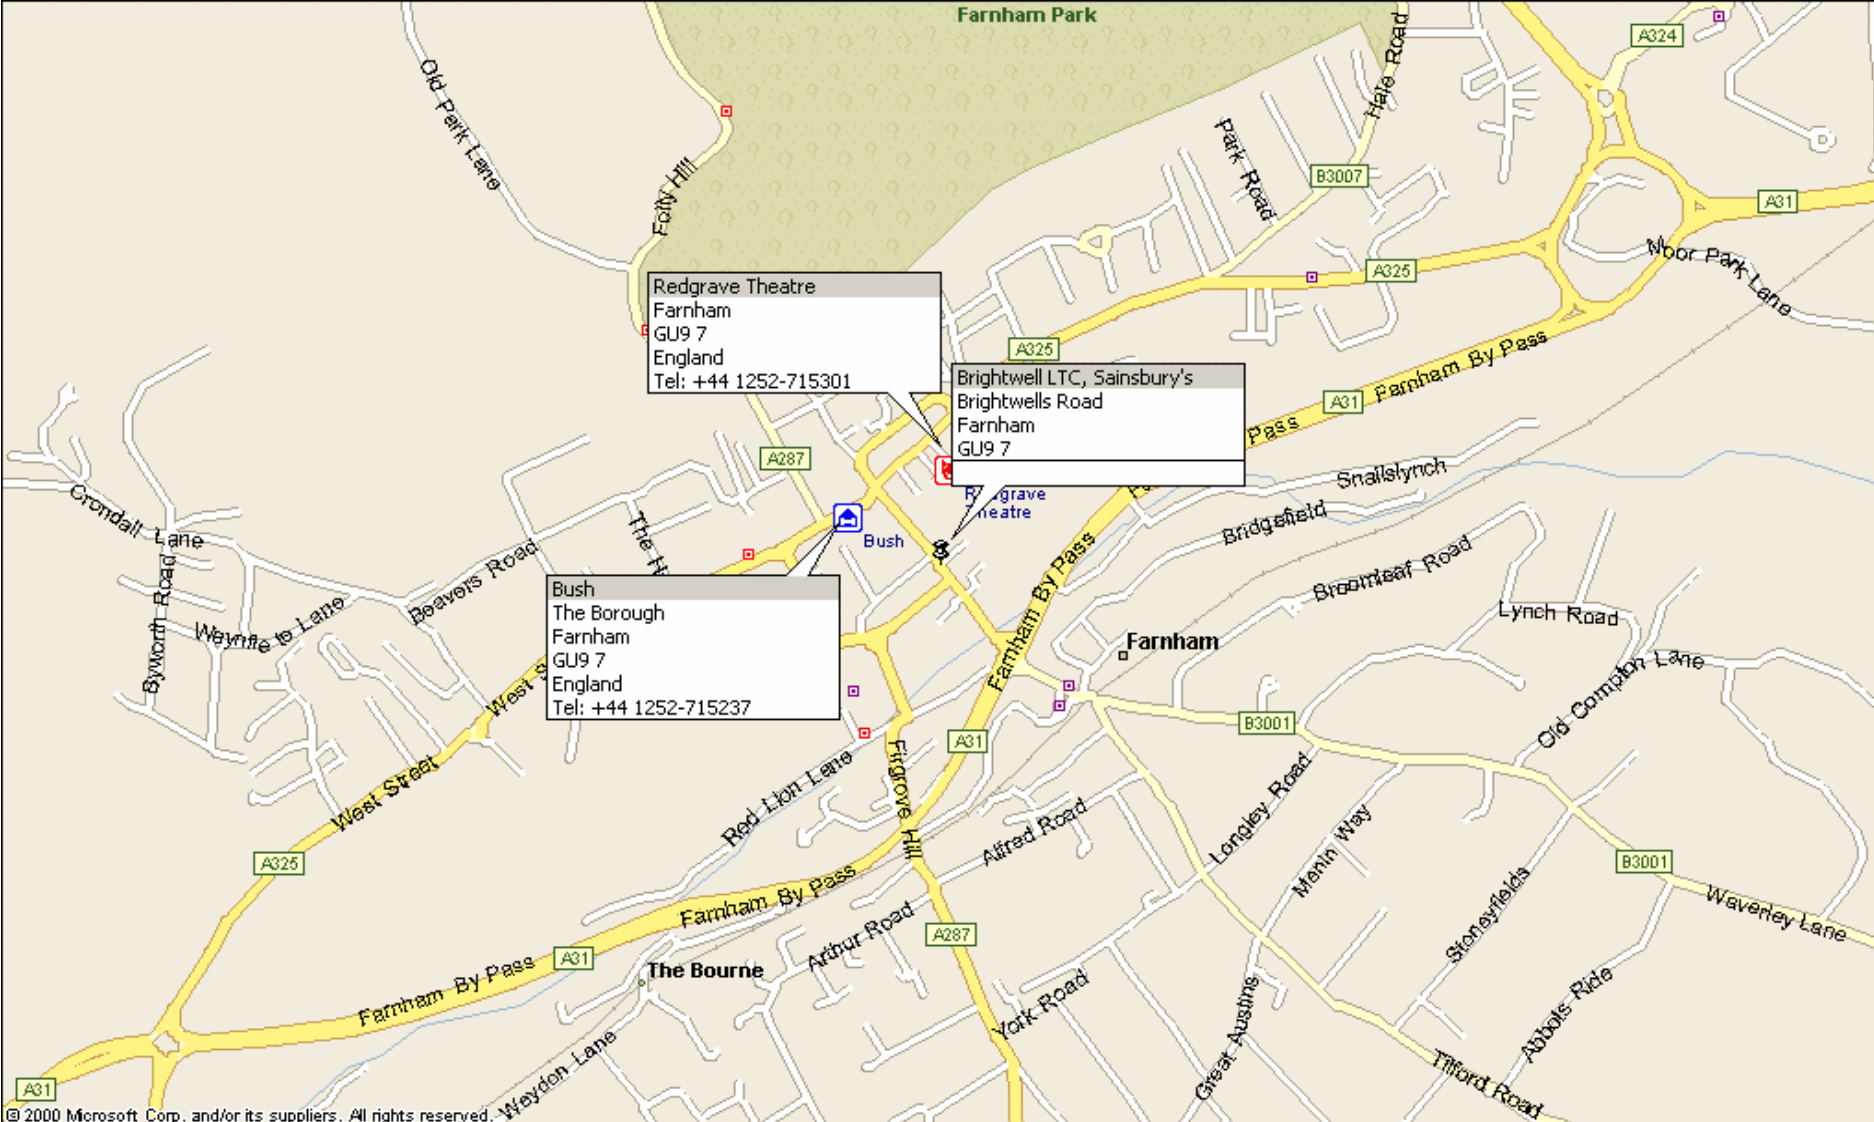 Farnham Park
A324
Hale Road
Old Park Lane
Park Road
Folly Hill
B3007
A31
Moor Park Lane
A325
Redgrave Theatre
Farnham
GU9 7
England
Tel: +44 1252-715301
A325
Brightwell LTC, Sainsbury's
Brightwells Road
Farnham
GU9 7
Farnham By Pass
A31
Pass
A287
Snailslynch
Redgrave
Theatre
Crondall Lane
The H
Bush
Bridgefield
Beavers Road
Broomleaf Road
Byworth Road
Farnham By Pass
Bush
The Borough
Farnham
GU9 7
England
Tel: +44 1252-715237
Lynch Road
Farnham
West S
Old Compton Lane
B3001
A31
Firgrove Hill
West Street
Red Lion Lane
Longley Road
Alfred Road
Menin Way
A325
B3001
Farnham By Pass
Stoneyfields
Waverley Lane
Arthur Road
A287
A31
The Bourne
Farnham By Pass
York Road
Great Austins
Abbots Ride
Weydon Lane
Tilford Road
A31
© 2000 Microsoft Corp. and/or its suppliers. All rights reserved.